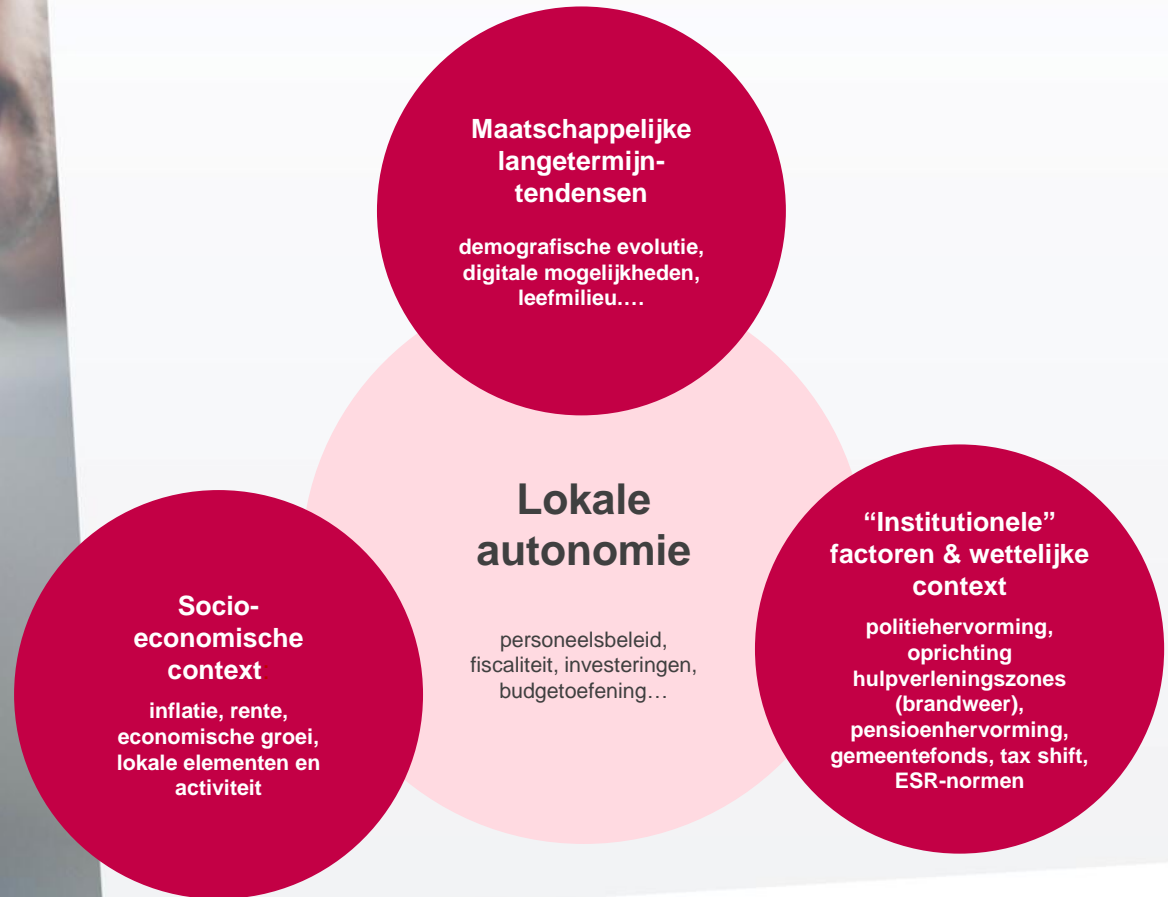 Maatschappelijke
langetermijn-
tendensen
demografische evolutie,
digitale mogelijkheden,
leefmilieu.…
Lokale
autonomie
personeelsbeleid,
fiscaliteit, investeringen,
budgetoefening…
Socio-
economische
context
inflatie, rente,
economische groei,
lokale elementen en
activiteit
“Institutionele”
factoren & wettelijke
context
politiehervorming,
oprichting
hulpverleningszones
(brandweer),
pensioenhervorming,
gemeentefonds, tax shift,
ESR-normen